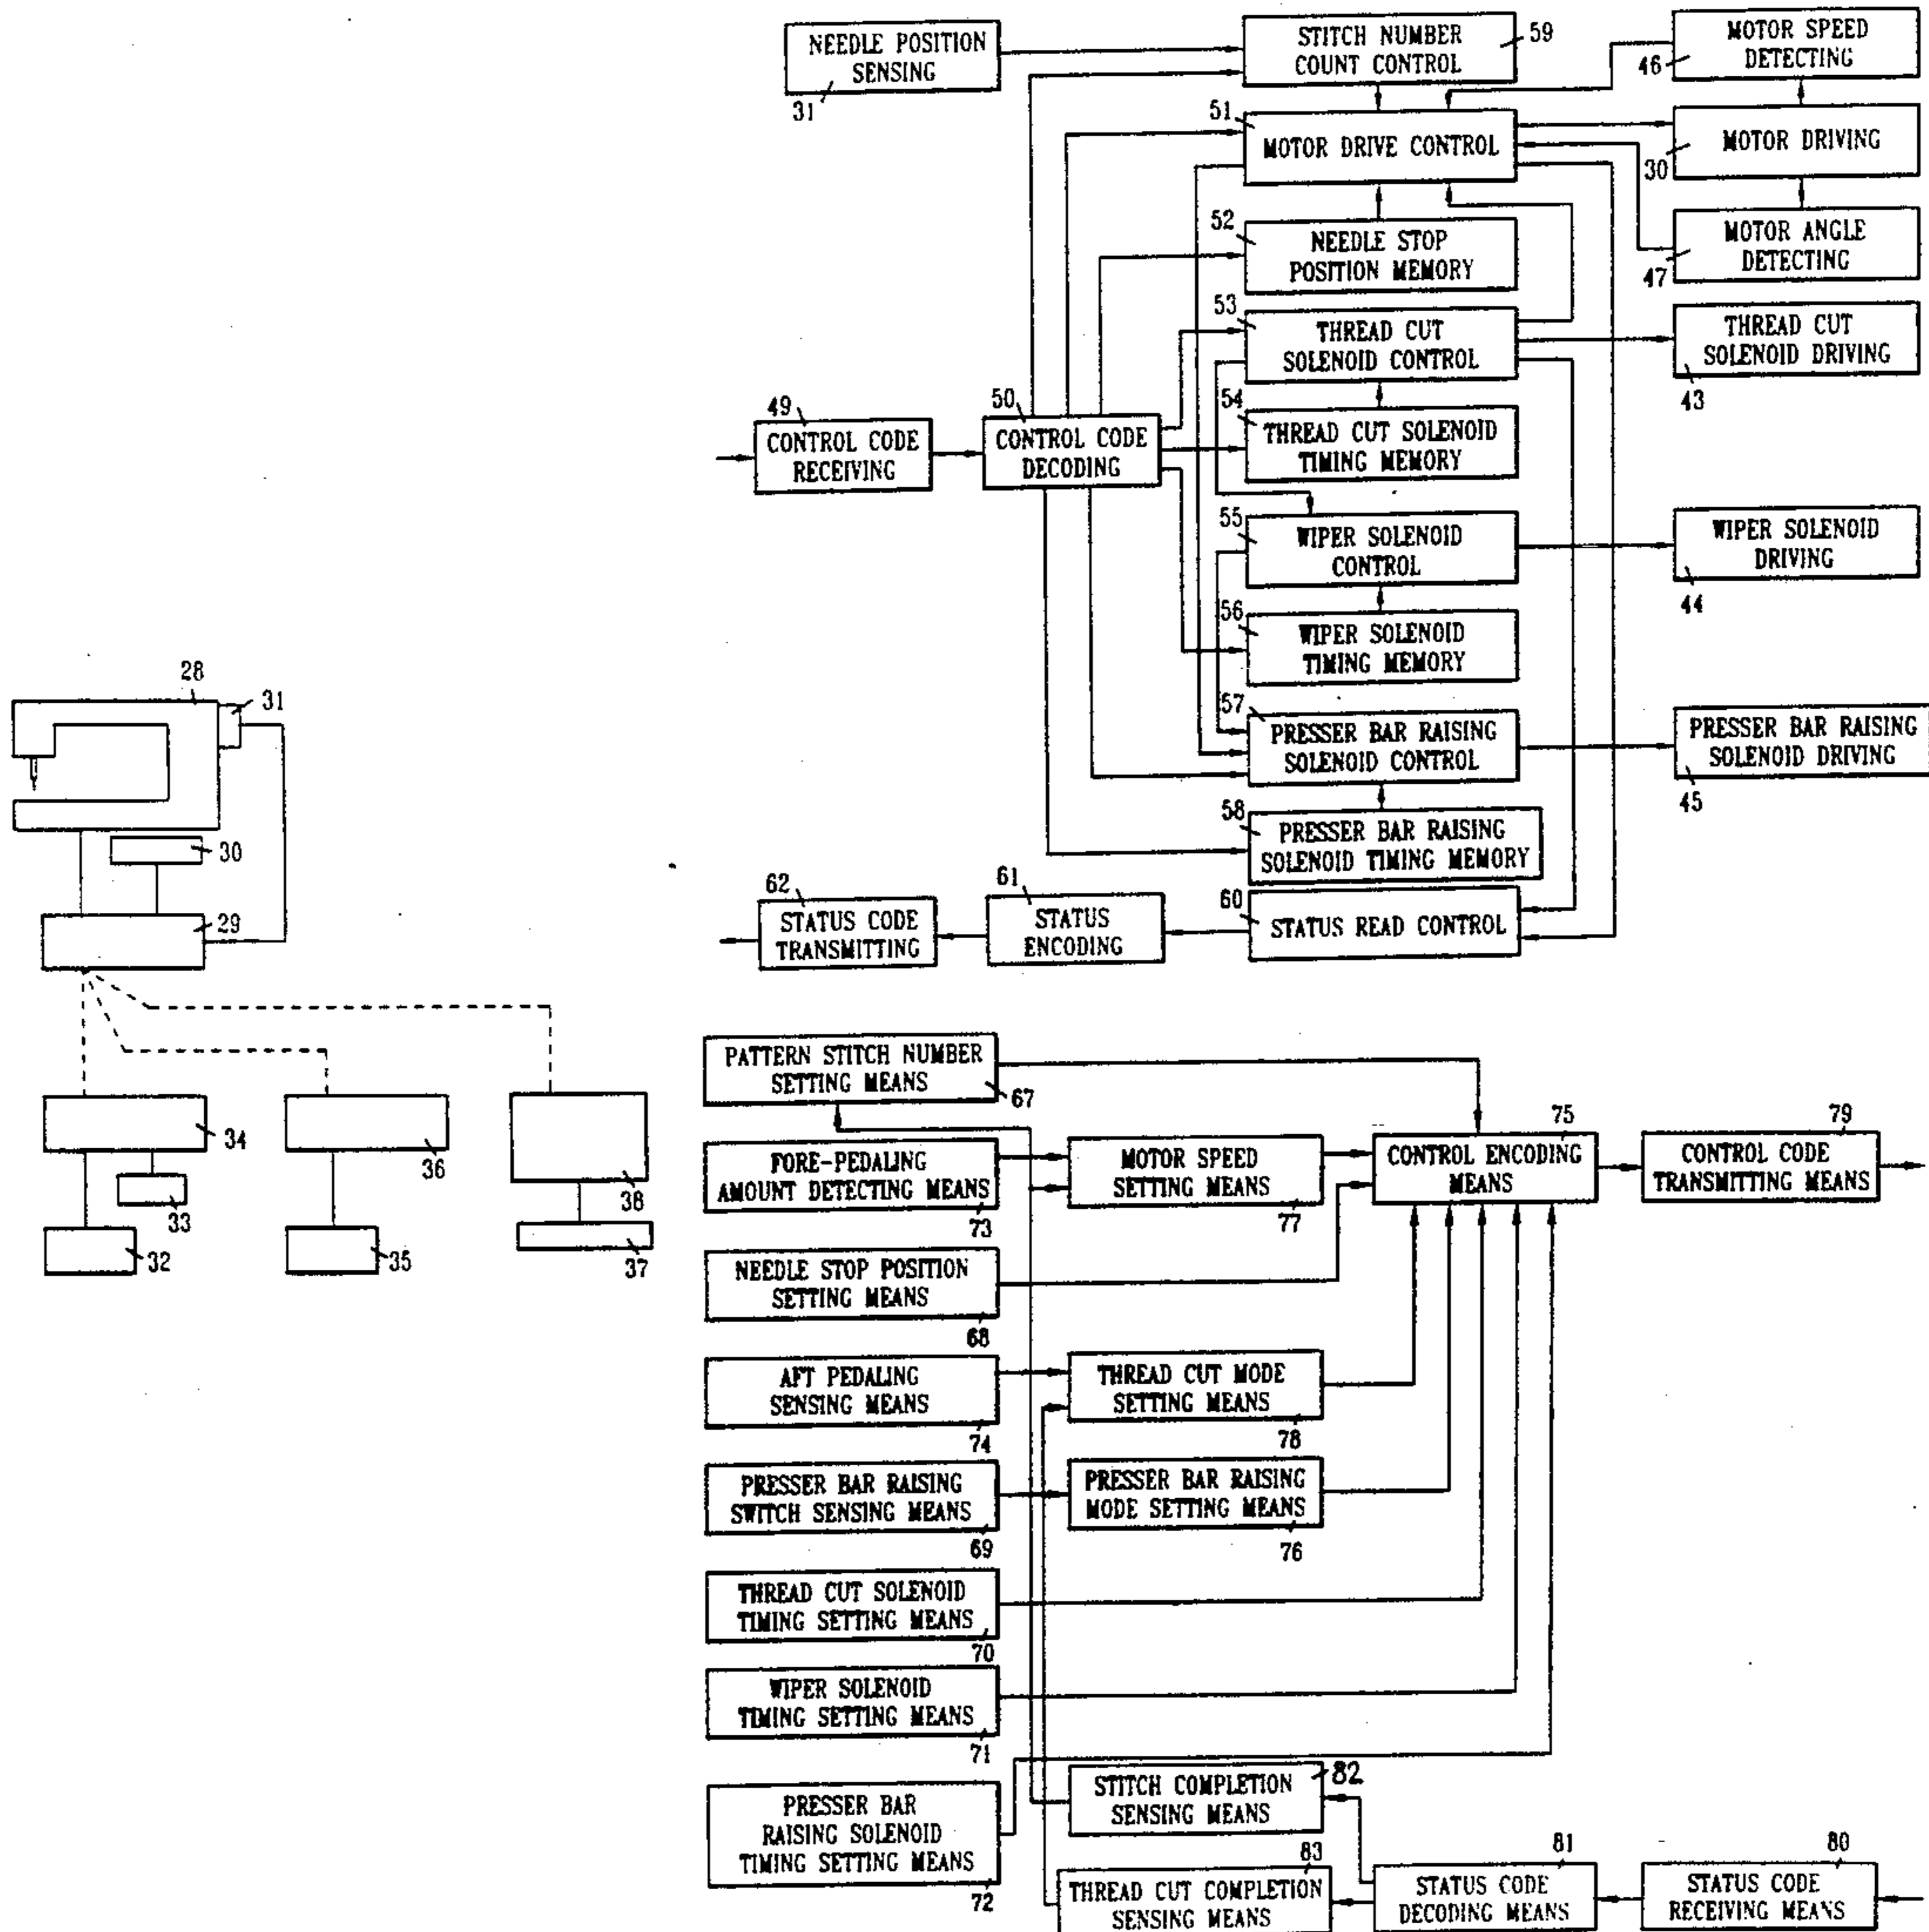 NEEDLE POSITION
SENSING
31
STITCH NUMBER
COUNT CONTROL
59
MOTOR SPEED
DETECTING
46
51
MOTOR DRIVE CONTROL
MOTOR DRIVING
30
52
NEEDLE STOP
POSITION MEMORY
MOTOR ANGLE
DETECTING
47
53
THREAD CUT
SOLENOID CONTROL
THREAD CUT
SOLENOID DRIVING
43
49
CONTROL CODE
RECEIVING
50
CONTROL CODE
DECODING
54
THREAD CUT SOLENOID
TIMING MEMORY
55
WIPER SOLENOID
CONTROL
WIPER SOLENOID
DRIVING
44
56
WIPER SOLENOID
TIMING MEMORY
57
PRESSER BAR RAISING
SOLENOID CONTROL
PRESSER BAR RAISING
SOLENOID DRIVING
45
58
PRESSER BAR RAISING
SOLENOID TIMING MEMORY
62
STATUS CODE
TRANSMITTING
61
STATUS
ENCODING
60
STATUS READ CONTROL
28
31
30
29
34
33
32
36
35
38
37
PATTERN STITCH NUMBER
SETTING MEANS
67
FORE-PEDALING
AMOUNT DETECTING MEANS
73
MOTOR SPEED
SETTING MEANS
77
75
CONTROL ENCODING
MEANS
79
CONTROL CODE
TRANSMITTING MEANS
NEEDLE STOP POSITION
SETTING MEANS
68
AFT PEDALING
SENSING MEANS
74
THREAD CUT MODE
SETTING MEANS
78
PRESSER BAR RAISING
SWITCH SENSING MEANS
69
PRESSER BAR RAISING
MODE SETTING MEANS
76
THREAD CUT SOLENOID
TIMING SETTING MEANS
70
WIPER SOLENOID
TIMING SETTING MEANS
71
PRESSER BAR
RAISING SOLENOID
TIMING SETTING MEANS
72
STITCH COMPLETION
SENSING MEANS
82
83
THREAD CUT COMPLETION
SENSING MEANS
81
STATUS CODE
DECODING MEANS
80
STATUS CODE
RECEIVING MEANS